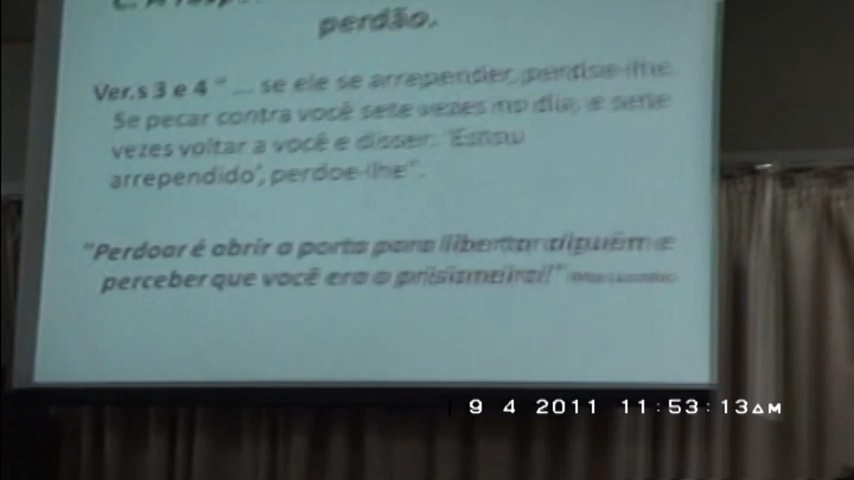 perdão.
Ver.s 3 e 4 " ... se ele se arrepender, perdoe-lhe.
Se pecar contra você sete vezes no dia, e sete
vezes voltar a você e disser: 'Estou
arrependido', perdoe-lhe".
"Perdoar é abrir a porta para libertar alguém e
perceber que você era o prisioneiro!"
9 4 2011 11:53:13AM